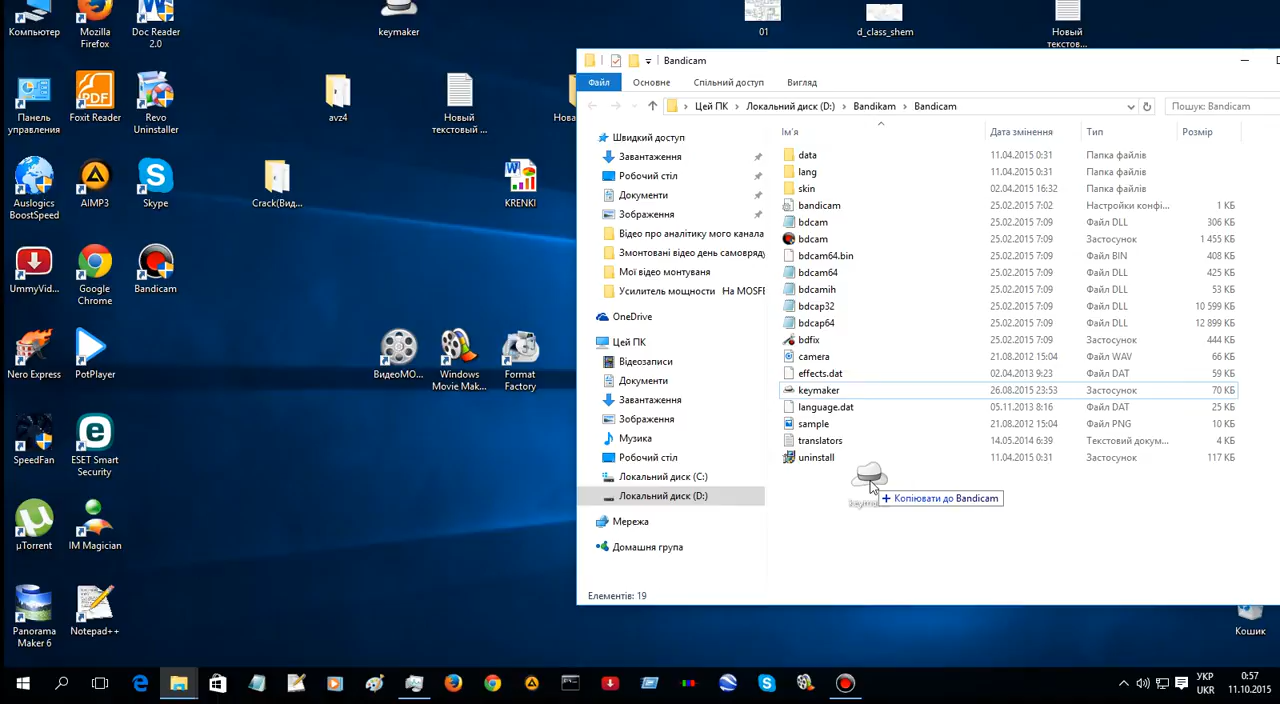 Компьютер
Mozilla
Firefox
Doc Reader
2.0
keymaker
01
d_class_shem
Новый
текстов...
Панель
управления
Foxit Reader
Revo
Uninstaller
avz4
Новый
текстовый ...
Нова
Auslogics
BoostSpeed
AIMP3
Skype
Crack(Вид...
KRENKI
UmmyVid...
Google
Chrome
Bandicam
Nero Express
PotPlayer
ВидеоМО...
Windows
Movie Mak...
Format
Factory
SpeedFan
ESET Smart
Security
µTorrent
IM Magician
Panorama
Maker 6
Notepad++
Кошик
Bandicam
Файл Основне Спільний доступ Вигляд
Цей ПК Локальний диск (D:) Bandikam Bandicam
Пошук: Bandicam
Швидкий доступ
Завантаження
Робочий стіл
Документи
Зображення
Відео про аналітику мого канала
Змонтовані відео день самовряду
Мої відео монтуваня
Усилитель мощности На MOSFE
OneDrive
Цей ПК
Відеозаписи
Документи
Завантаження
Зображення
Музика
Робочий стіл
Локальний диск (C:)
Локальний диск (D:)
Мережа
Домашня група
Ім'я Дата змінення Тип Розмір
data 11.04.2015 0:31 Папка файлів
lang 11.04.2015 0:31 Папка файлів
skin 02.04.2015 16:32 Папка файлів
bandicam 25.02.2015 7:02 Настройки конфі... 1 КБ
bdcam 25.02.2015 7:09 Файл DLL 306 КБ
bdcam 25.02.2015 7:09 Застосунок 1 455 КБ
bdcam64.bin 25.02.2015 7:09 Файл BIN 408 КБ
bdcam64 25.02.2015 7:09 Файл DLL 425 КБ
bdcamih 25.02.2015 7:09 Файл DLL 53 КБ
bdcap32 25.02.2015 7:09 Файл DLL 10 599 КБ
bdcap64 25.02.2015 7:09 Файл DLL 12 899 КБ
bdfix 25.02.2015 7:09 Застосунок 444 КБ
camera 21.08.2012 15:04 Файл WAV 66 КБ
effects.dat 02.04.2013 9:23 Файл DAT 59 КБ
keymaker 26.08.2015 23:53 Застосунок 70 КБ
language.dat 05.11.2013 8:16 Файл DAT 25 КБ
sample 21.08.2012 15:04 Файл PNG 10 КБ
translators 14.05.2014 6:39 Текстовий докум... 4 КБ
uninstall 11.04.2015 0:31 Застосунок 117 КБ
Копіювати до Bandicam
Елементів: 19
УКР
UKR
0:57
11.10.2015